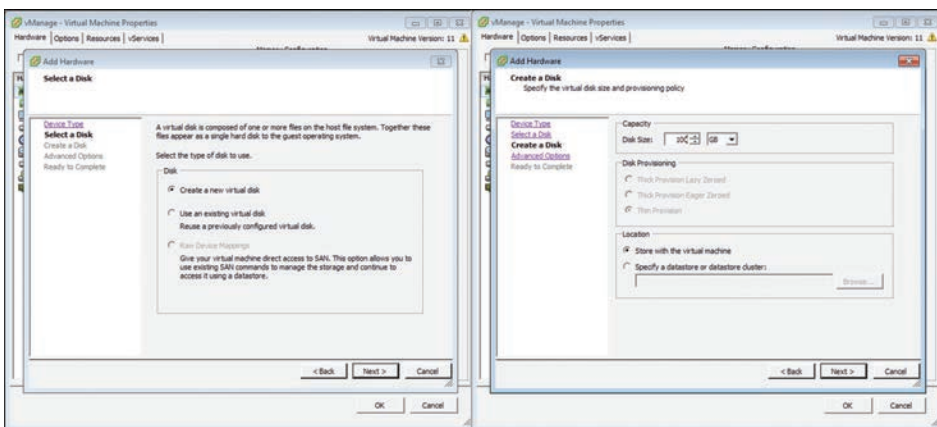 vManage - Virtual Machine Properties
Hardware Options Resources vServices Virtual Machine Version: 11
Add Hardware
Select a Disk
Device Type
Select a Disk
Create a Disk
Advanced Options
Ready to Complete
A virtual disk is composed of one or more files on the host file system. Together these
files appear as a single hard disk to the guest operating system.
Select the type of disk to use.
Disk
Create a new virtual disk
Use an existing virtual disk
Reuse a previously configured virtual disk.
Raw Device Mappings
Give your virtual machine direct access to SAN. This option allows you to
use existing SAN commands to manage the storage and continue to
access it using a datastore.
< Back Next > Cancel
OK Cancel
vManage - Virtual Machine Properties
Hardware Options Resources vServices Virtual Machine Version: 11
Add Hardware
Create a Disk
Specify the virtual disk size and provisioning policy
Device Type
Select a Disk
Create a Disk
Advanced Options
Ready to Complete
Capacity
Disk Size: GB
Disk Provisioning
Thick Provision Lazy Zeroed
Thick Provision Eager Zeroed
Thin Provision
Location
Store with the virtual machine
Specify a datastore or datastore cluster:
Browse...
< Back Next > Cancel
OK Cancel